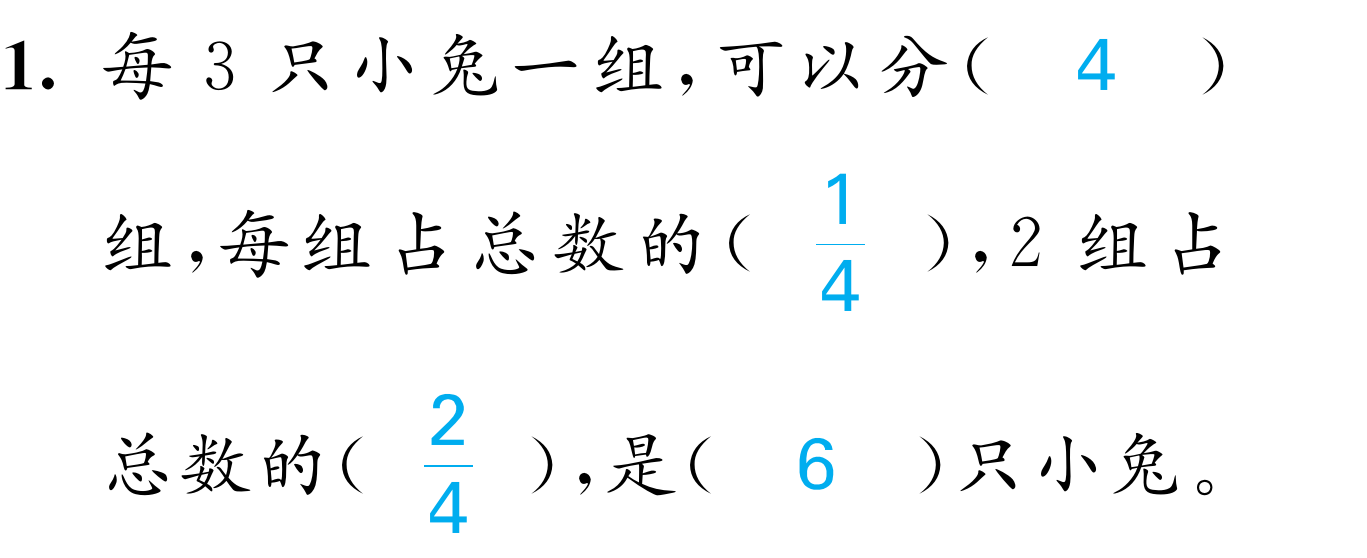 1. 每 3 只小兔一组,可以分( 4 )
组,每组占总数的( 1/4 ),2 组占
总数的( 2/4 ),是( 6 )只小兔。